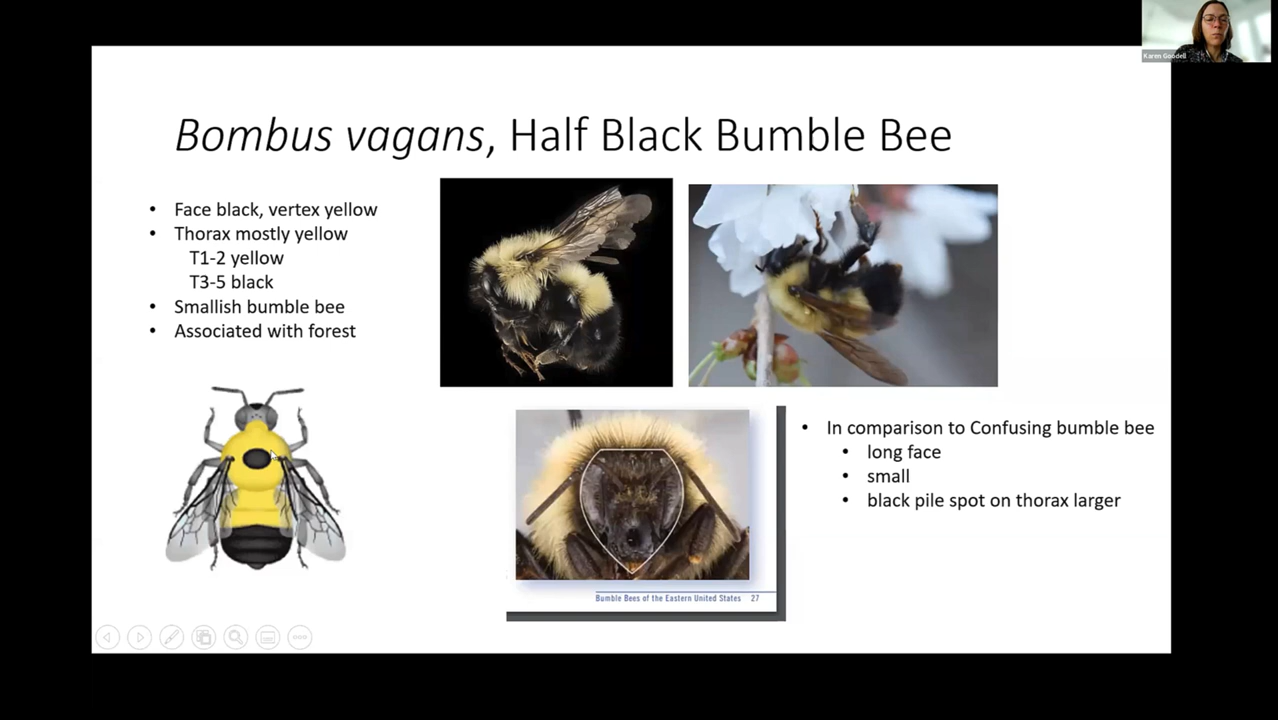 Karen Goodell
Bombus vagans, Half Black Bumble Bee
• Face black, vertex yellow
• Thorax mostly yellow
T1-2 yellow
T3-5 black
• Smallish bumble bee
• Associated with forest
• In comparison to Confusing bumble bee
• long face
• small
• black pile spot on thorax larger
Bumble Bees of the Eastern United States 27